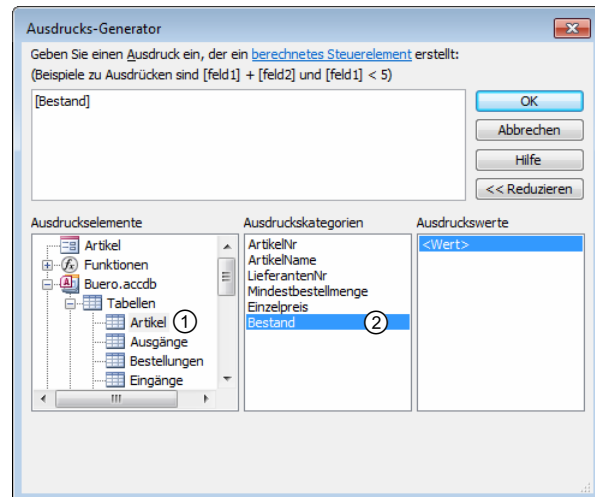 Ausdrucks-Generator
Geben Sie einen Ausdruck ein, der ein berechnetes Steuerelement erstellt:
(Beispiele zu Ausdrücken sind [feld1] + [feld2] und [feld1] < 5)
[Bestand]
OK
Abbrechen
Hilfe
<< Reduzieren
Ausdruckselemente
Artikel
Funktionen
Buero.accdb
Tabellen
Artikel 1
Ausgänge
Bestellungen
Eingänge
Ausdruckskategorien
ArtikelNr
ArtikelName
LieferantenNr
Mindestbestellmenge
Einzelpreis
Bestand 2
Ausdruckswerte
<Wert>